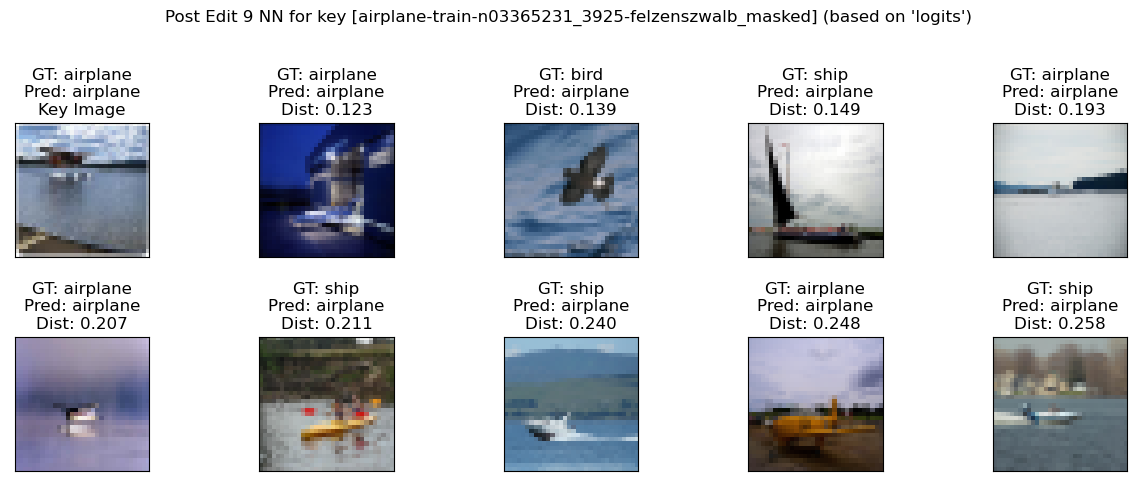 Post Edit 9 NN for key [airplane-train-n03365231_3925-felzenszwalb_masked] (based on 'logits')
GT: airplane
Pred: airplane
Key Image
GT: airplane
Pred: airplane
Dist: 0.123
GT: bird
Pred: airplane
Dist: 0.139
GT: ship
Pred: airplane
Dist: 0.149
GT: airplane
Pred: airplane
Dist: 0.193
GT: airplane
Pred: airplane
Dist: 0.207
GT: ship
Pred: airplane
Dist: 0.211
GT: ship
Pred: airplane
Dist: 0.240
GT: airplane
Pred: airplane
Dist: 0.248
GT: ship
Pred: airplane
Dist: 0.258